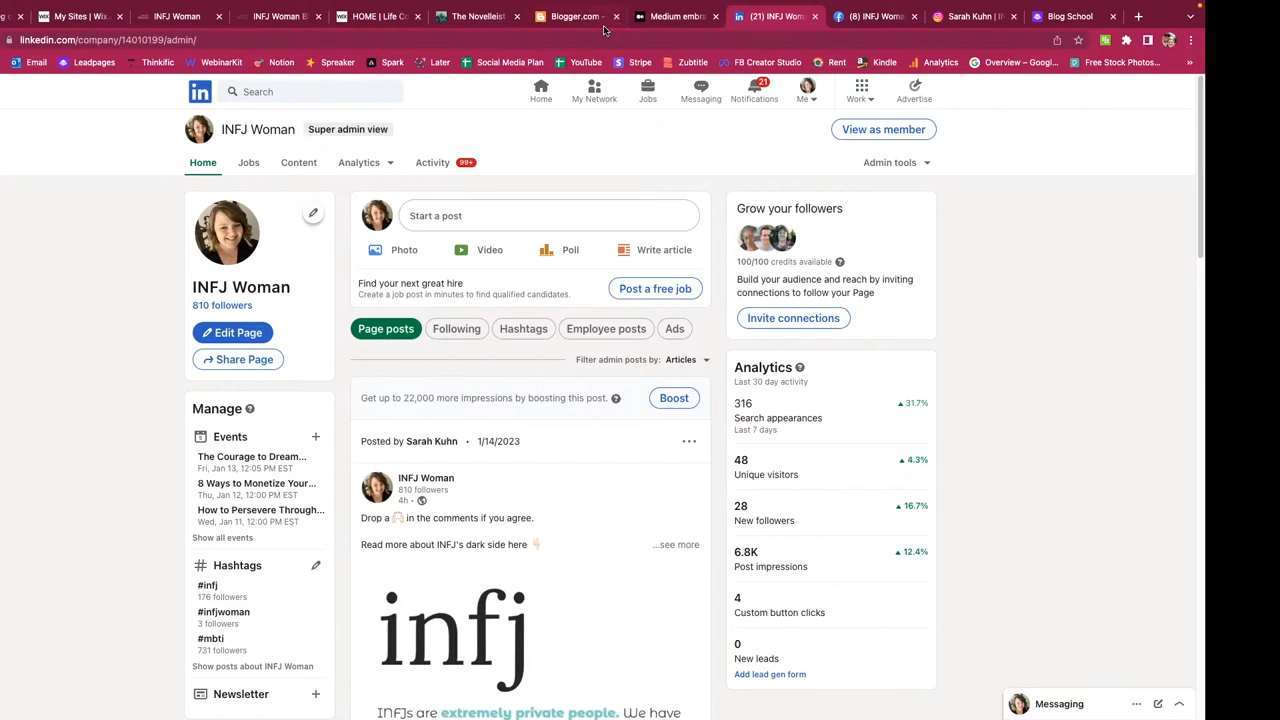 My Sites | Wix.
INFJ Woman
INFJ Woman B
HOME | Life Co
The Novelleist
Blogger.com -
Medium embra
(21) INFJ Wom
(8) INFJ Woma
Sarah Kuhn | IN
Blog School
linkedin.com/company/14010199/admin/
Email
Leadpages
Thinkific
WebinarKit
Notion
Spreaker
Spark
Later
Social Media Plan
YouTube
Stripe
Zubtitle
FB Creator Studio
Rent
Kindle
Analytics
Overview – Googl...
Free Stock Photos...
in
Search
Home
My Network
Jobs
Messaging
21
Notifications
Me
Work
Advertise
INFJ Woman
Super admin view
View as member
Home
Jobs
Content
Analytics
Activity
99+
Admin tools
INFJ Woman
810 followers
Edit Page
Share Page
Manage
Events
The Courage to Dream...
Fri, Jan 13, 12:05 PM EST
8 Ways to Monetize Your...
Thu, Jan 12, 12:00 PM EST
How to Persevere Through...
Wed, Jan 11, 12:00 PM EST
Show all events
Hashtags
#infj
176 followers
#infjwoman
3 followers
#mbti
731 followers
Show posts about INFJ Woman
Newsletter
Start a post
Photo
Video
Poll
Write article
Find your next great hire
Create a job post in minutes to find qualified candidates.
Post a free job
Page posts
Following
Hashtags
Employee posts
Ads
Filter admin posts by: Articles
Get up to 22,000 more impressions by boosting this post.
Boost
Posted by Sarah Kuhn • 1/14/2023
INFJ Woman
810 followers
4h •
Drop a 🙌🏻 in the comments if you agree.
Read more about INFJ's dark side here 👇🏻
...see more
infj
INFJs are extremely private people. We have
Grow your followers
100/100 credits available
Build your audience and reach by inviting
connections to follow your Page
Invite connections
Analytics
Last 30 day activity
316
31.7%
Search appearances
Last 7 days
48
4.3%
Unique visitors
28
16.7%
New followers
6.8K
12.4%
Post impressions
4
Custom button clicks
0
New leads
Add lead gen form
Messaging